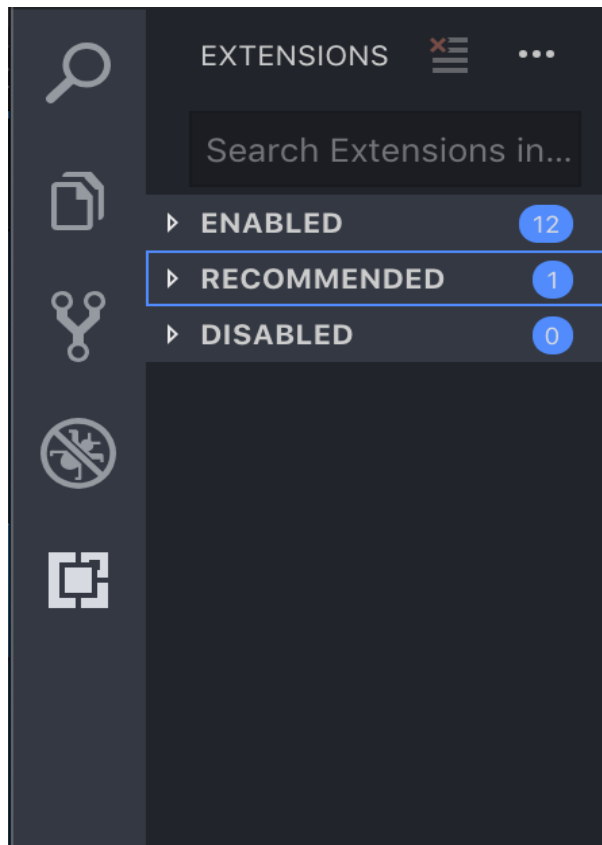 EXTENSIONS
Search Extensions in...
ENABLED 12
RECOMMENDED 1
DISABLED 0